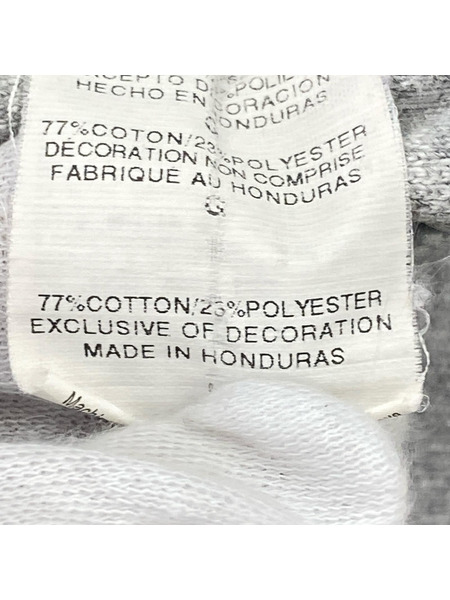 HECHO EN HONDURAS
77%COTON/23%POLYESTER
DÉCORATION NON COMPRISE
FABRIQUÉ AU HONDURAS
G
77%COTTON/23%POLYESTER
EXCLUSIVE OF DECORATION
MADE IN HONDURAS